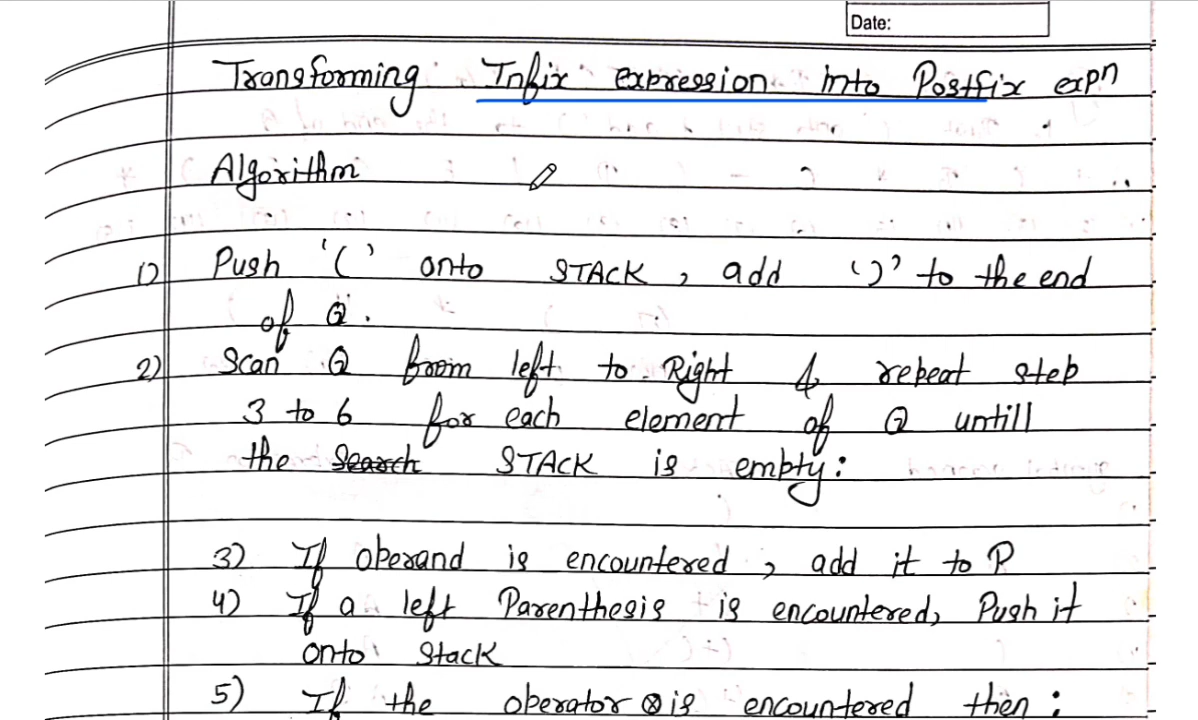 Date:
Transforming Infix expression into Postfix expn
Algorithm
1) Push '(' onto STACK, add ')' to the end
of Q.
2) Scan Q from left to Right & repeat step
3 to 6 for each element of Q untill
the Search STACK is empty:
3) If operand is encountered, add it to P
4) If a left Parenthesis is encountered, Push it
onto Stack
5) If the operator ⊗ is encountered then: